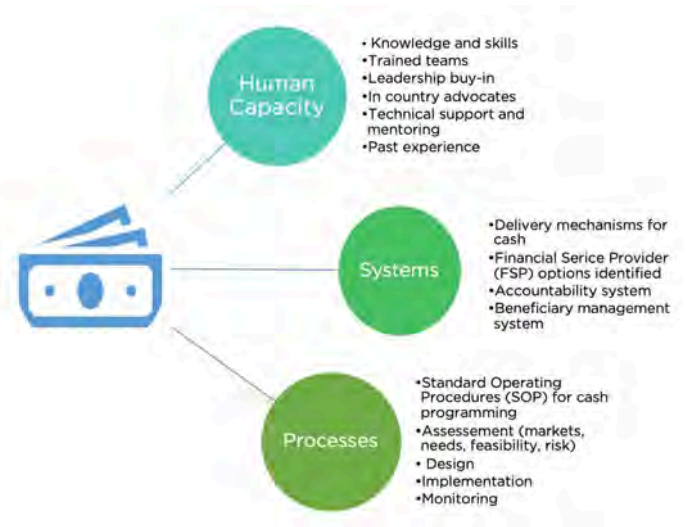 Human
Capacity
• Knowledge and skills
•Trained teams
•Leadership buy-in
•In country advocates
•Technical support and
mentoring
•Past experience
Systems
•Delivery mechanisms for
cash
•Financial Serice Provider
(FSP) options identified
•Accountability system
•Beneficiary management
system
Processes
•Standard Operating
Procedures (SOP) for cash
programming
•Assessement (markets,
needs, feasibility, risk)
• Design
•Implementation
•Monitoring